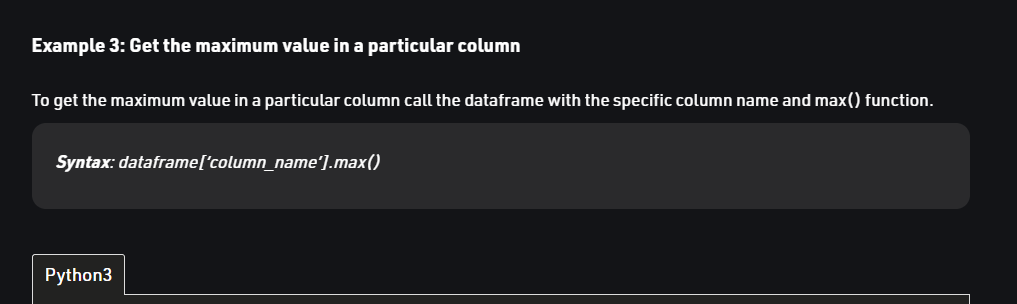 Example 3: Get the maximum value in a particular column
To get the maximum value in a particular column call the dataframe with the specific column name and max() function.
Syntax: dataframe['column_name'].max()
Python3